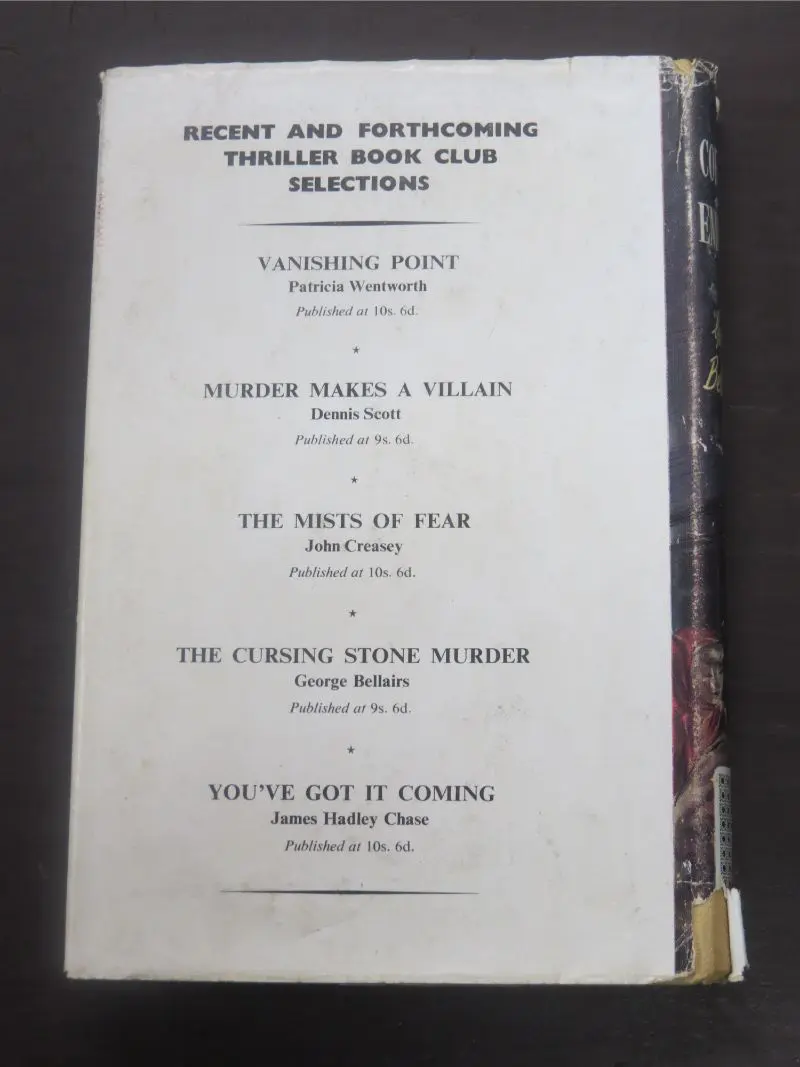 RECENT AND FORTHCOMING
THRILLER BOOK CLUB
SELECTIONS
VANISHING POINT
Patricia Wentworth
Published at 10s. 6d.
MURDER MAKES A VILLAIN
Dennis Scott
Published at 9s. 6d.
THE MISTS OF FEAR
John Creasey
Published at 10s. 6d.
THE CURSING STONE MURDER
George Bellairs
Published at 9s. 6d.
YOU'VE GOT IT COMING
James Hadley Chase
Published at 10s. 6d.